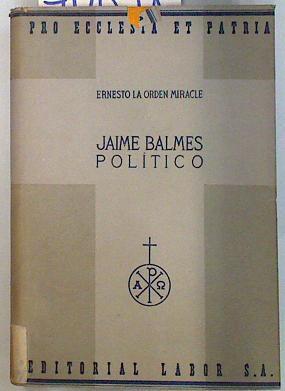 PRO ECCLESIA ET PATRIA
ERNESTO LA ORDEN MIRACLE
JAIME BALMES
POLÍTICO
Α Ω
EDITORIAL LABOR S.A.